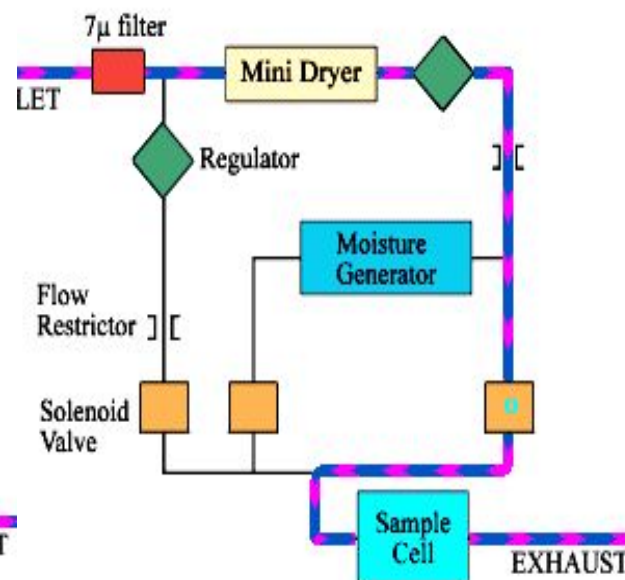 7μ filter
Mini Dryer
LET
Regulator
Moisture
Generator
Flow
Restrictor
Solenoid
Valve
Sample
Cell
T
EXHAUST